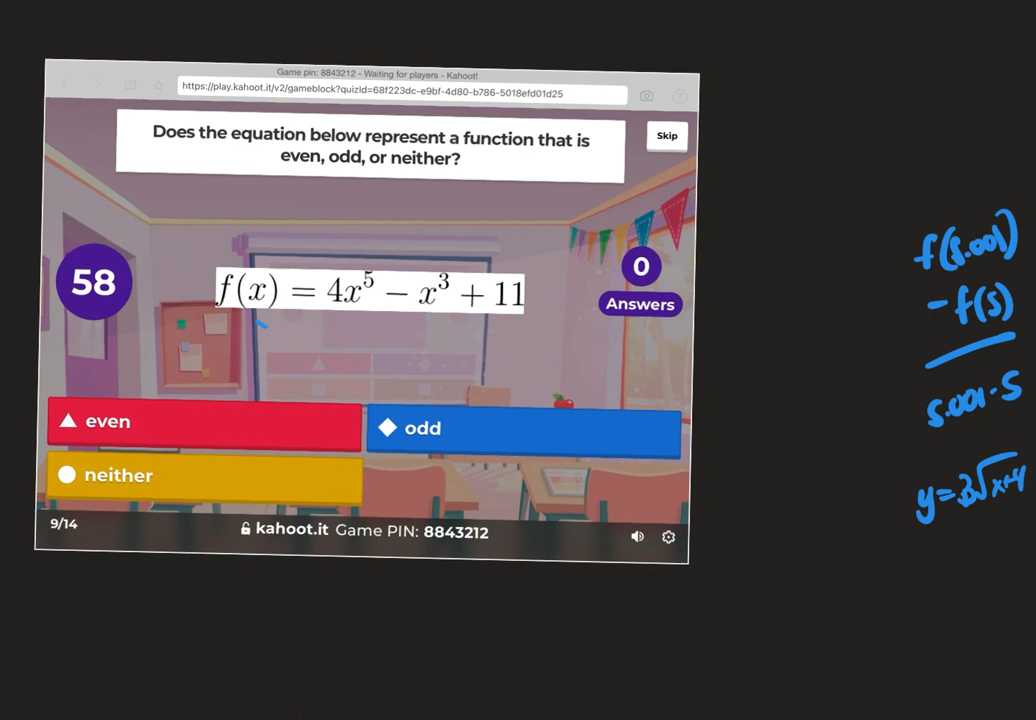 Game pin: 8843212 - Waiting for players - Kahoot!
https://play.kahoot.it/v2/gameblock?quizId=68f223dc-e9bf-4d80-b786-5018efd01d25
Does the equation below represent a function that is
even, odd, or neither?
Skip
58
f(x) = 4x^5 − x^3 + 11
0
Answers
even
odd
neither
9/14
kahoot.it Game PIN: 8843212
f(5.001)
- f(5)
5.001-5
y=3√x+4